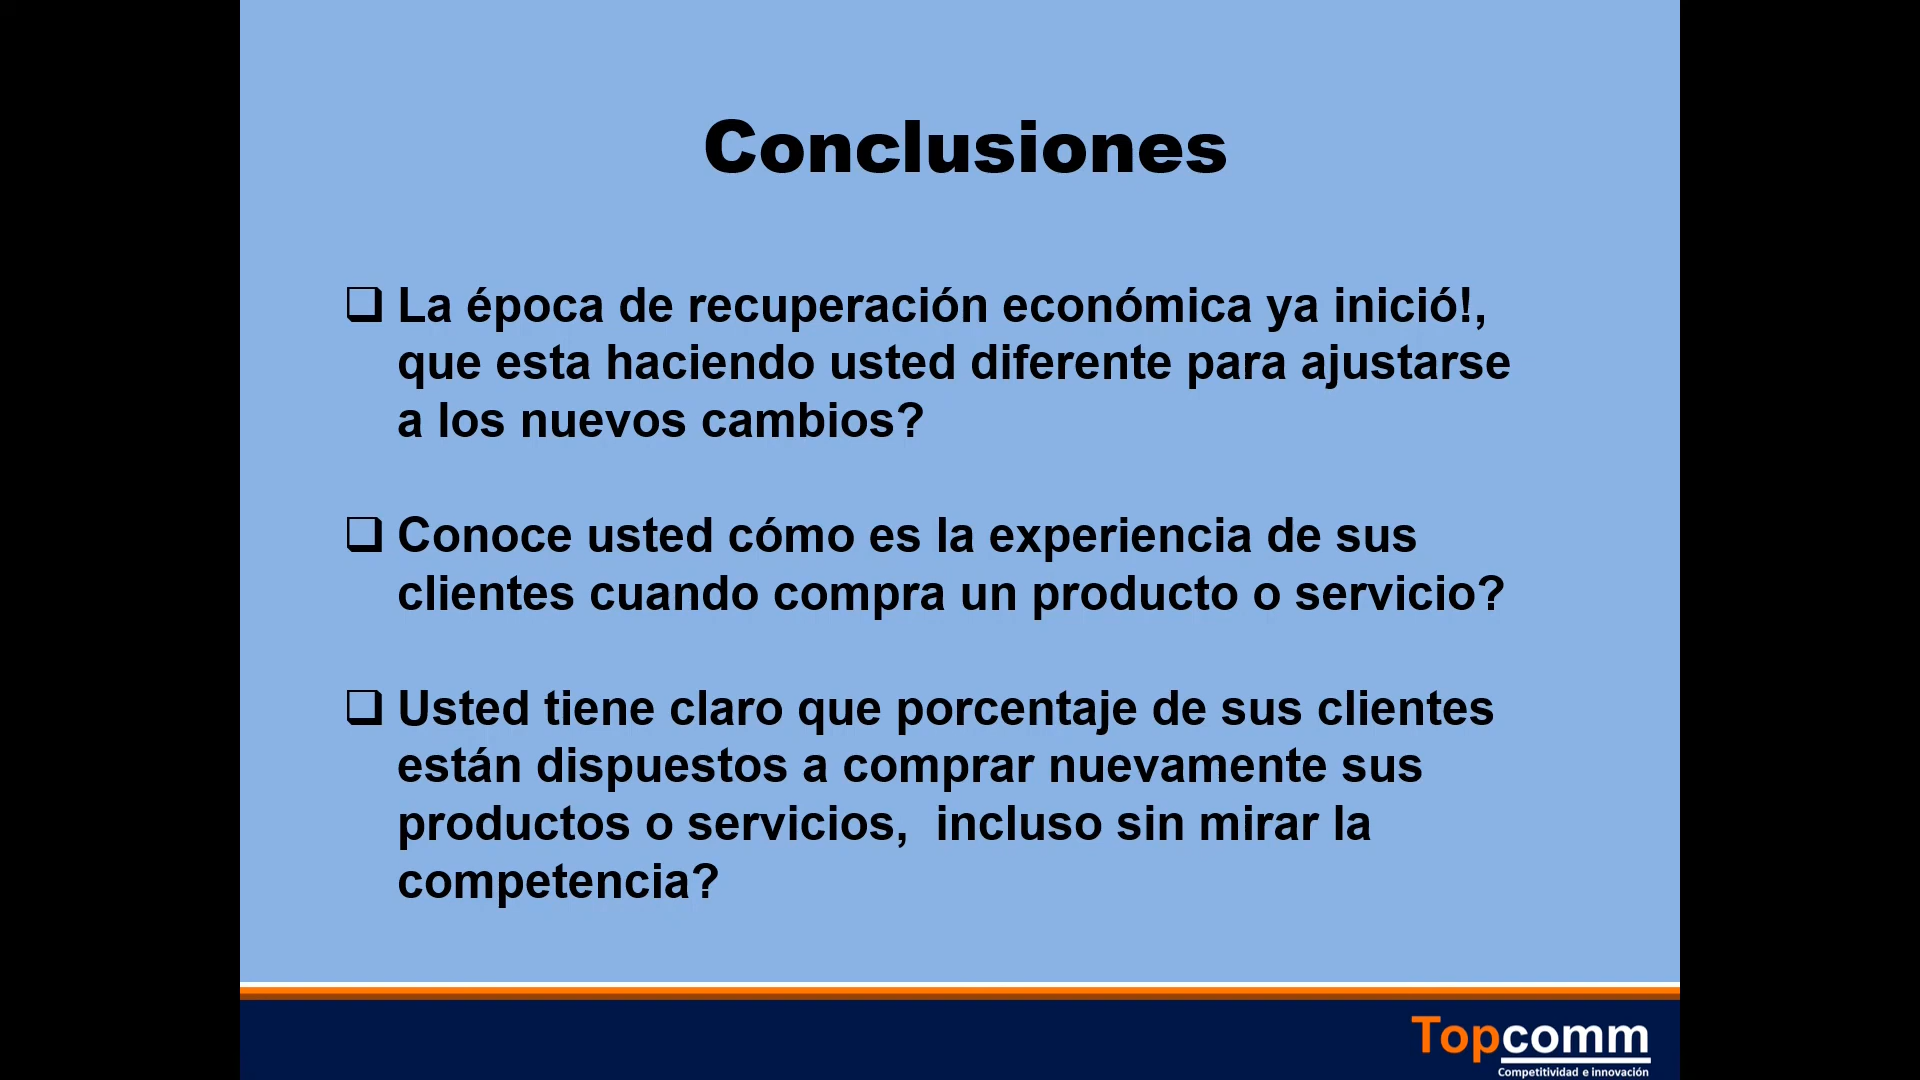 Conclusiones
❑ La época de recuperación económica ya inició!,
que esta haciendo usted diferente para ajustarse
a los nuevos cambios?
❑ Conoce usted cómo es la experiencia de sus
clientes cuando compra un producto o servicio?
❑ Usted tiene claro que porcentaje de sus clientes
están dispuestos a comprar nuevamente sus
productos o servicios,  incluso sin mirar la
competencia?
Topcomm
Competitividad e innovación